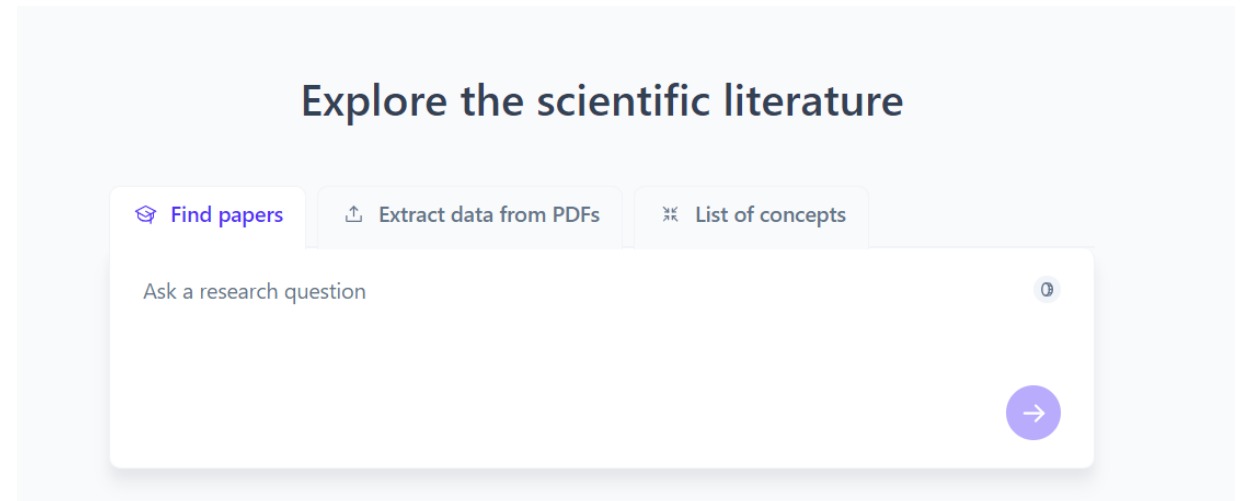 Explore the scientific literature
Find papers Extract data from PDFs List of concepts
Ask a research question